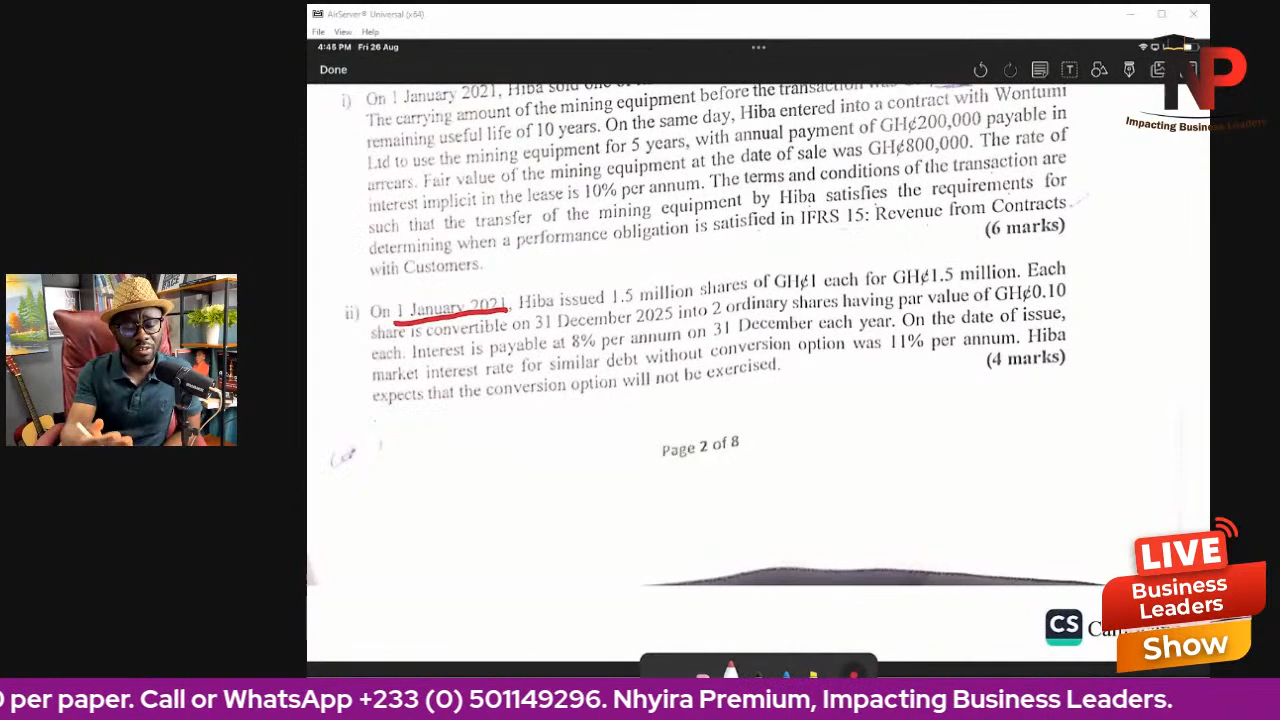 AirServer® Universal (x64)
File View Help
4:45 PM Fri 26 Aug
Done
i) On 1 January 2021, Hiba sold one of
The carrying amount of the mining equipment before the transaction was
remaining useful life of 10 years. On the same day, Hiba entered into a contract with Wontumi
Ltd to use the mining equipment for 5 years, with annual payment of GH¢200,000 payable in
arrears. Fair value of the mining equipment at the date of sale was GH¢800,000. The rate of
interest implicit in the lease is 10% per annum. The terms and conditions of the transaction are
such that the transfer of the mining equipment by Hiba satisfies the requirements for
determining when a performance obligation is satisfied in IFRS 15: Revenue from Contracts
with Customers.
(6 marks)
ii) On 1 January 2021, Hiba issued 1.5 million shares of GH¢1 each for GH¢1.5 million. Each
share is convertible on 31 December 2025 into 2 ordinary shares having par value of GH¢0.10
each. Interest is payable at 8% per annum on 31 December each year. On the date of issue,
market interest rate for similar debt without conversion option was 11% per annum. Hiba
expects that the conversion option will not be exercised.
(4 marks)
Page 2 of 8
CS
NP
Impacting Business Leaders
LIVE
Business
Leaders
Show
per paper. Call or WhatsApp +233 (0) 501149296. Nhyira Premium, Impacting Business Leaders.